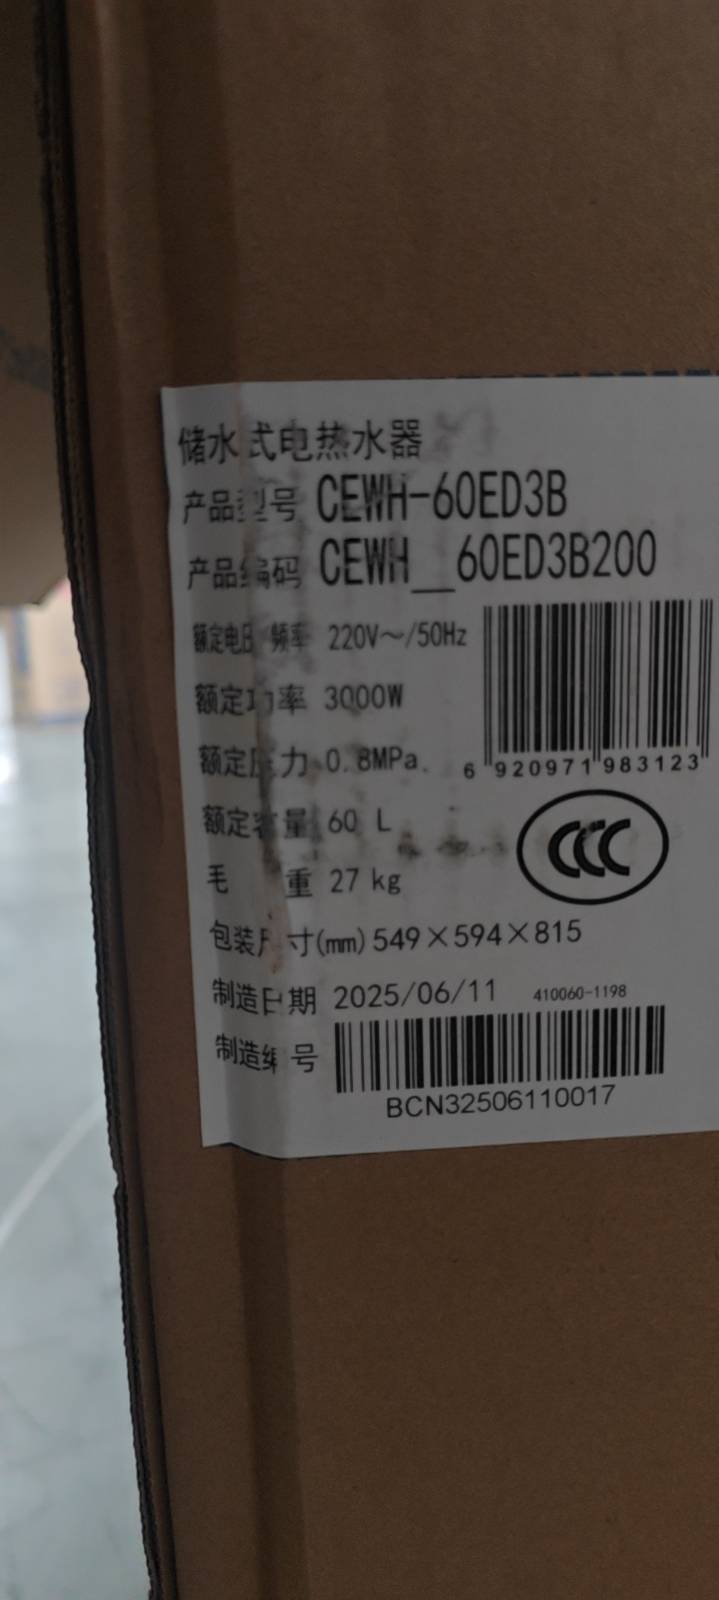 储水式电热水器
产品型号 CEWH-60ED3B
产品编码 CEWH__60ED3B200
额定电压/频率 220V～/50Hz
额定功率 3000W
额定压力 0.8MPa.
6 920971 983123
额定容量 60 L
CCC
毛 重 27 kg
包装尺寸(mm) 549×594×815
制造日期 2025/06/11 410060-1198
制造编号
BCN32506110017